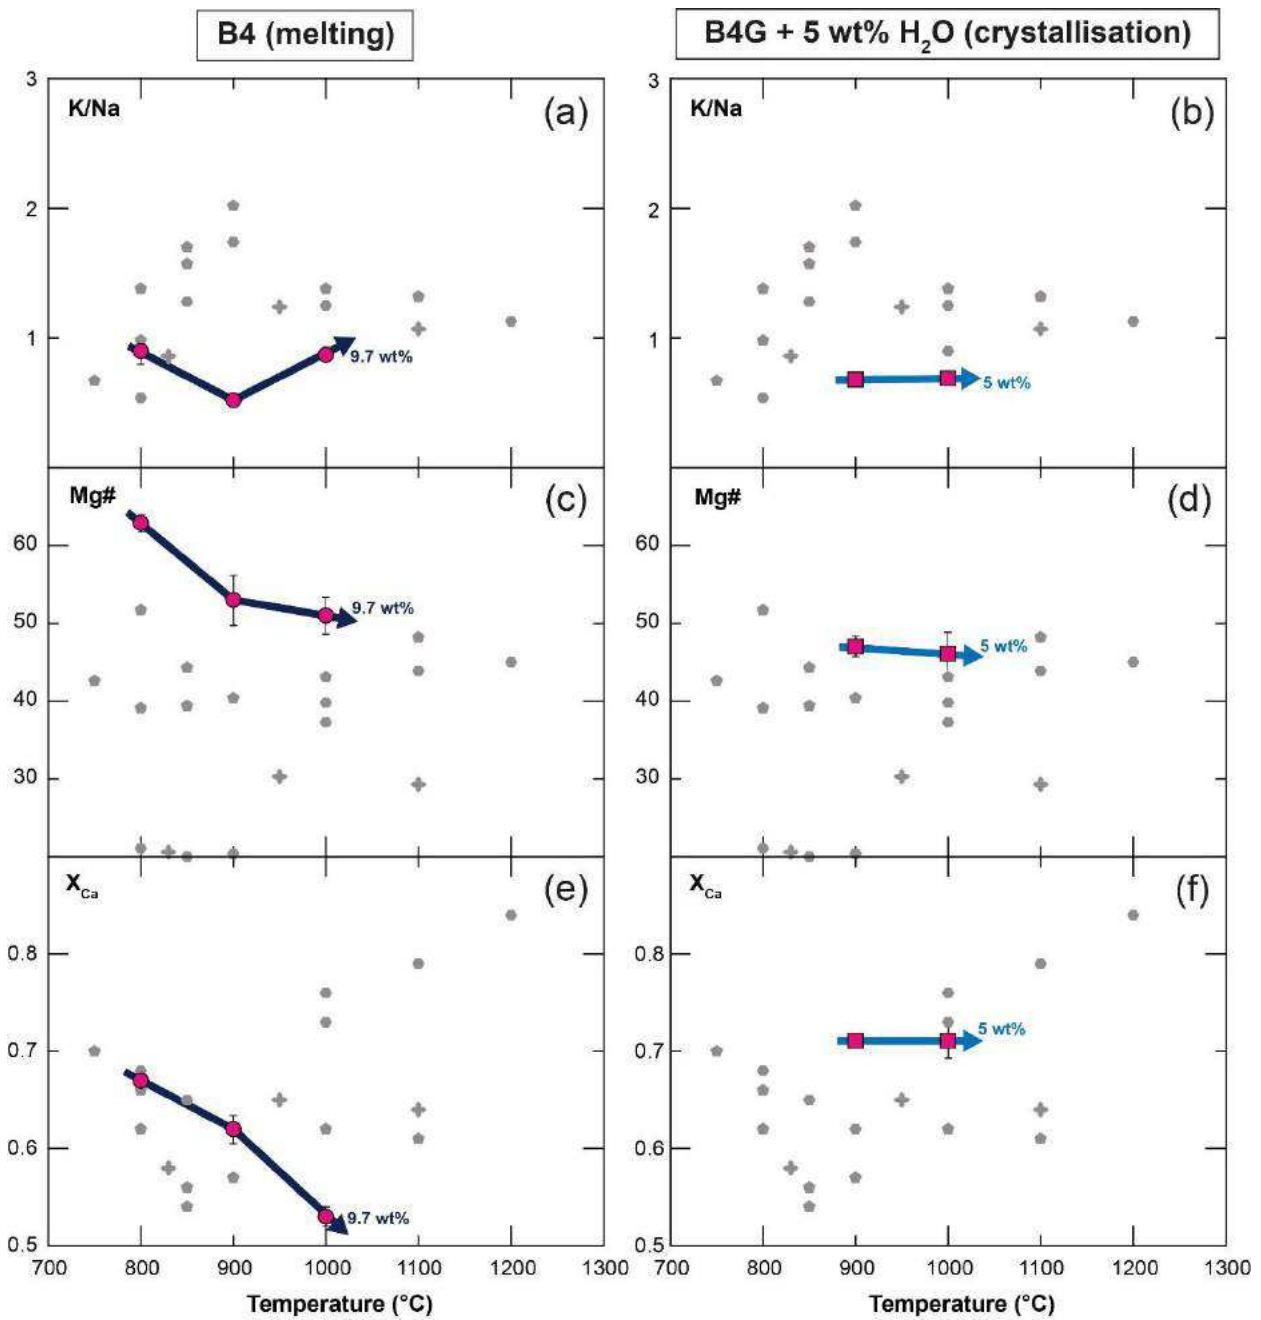 B4 (melting)
B4G + 5 wt% H2O (crystallisation)
3
K/Na
(a)
2
1
9.7 wt%
3
K/Na
(b)
2
1
5 wt%
Mg#
(c)
60
50
40
30
9.7 wt%
Mg#
(d)
60
50
40
30
5 wt%
XCa
(e)
0.8
0.7
0.6
0.5
9.7 wt%
700 800 900 1000 1100 1200 1300
Temperature (°C)
XCa
(f)
0.8
0.7
0.6
0.5
5 wt%
700 800 900 1000 1100 1200 1300
Temperature (°C)